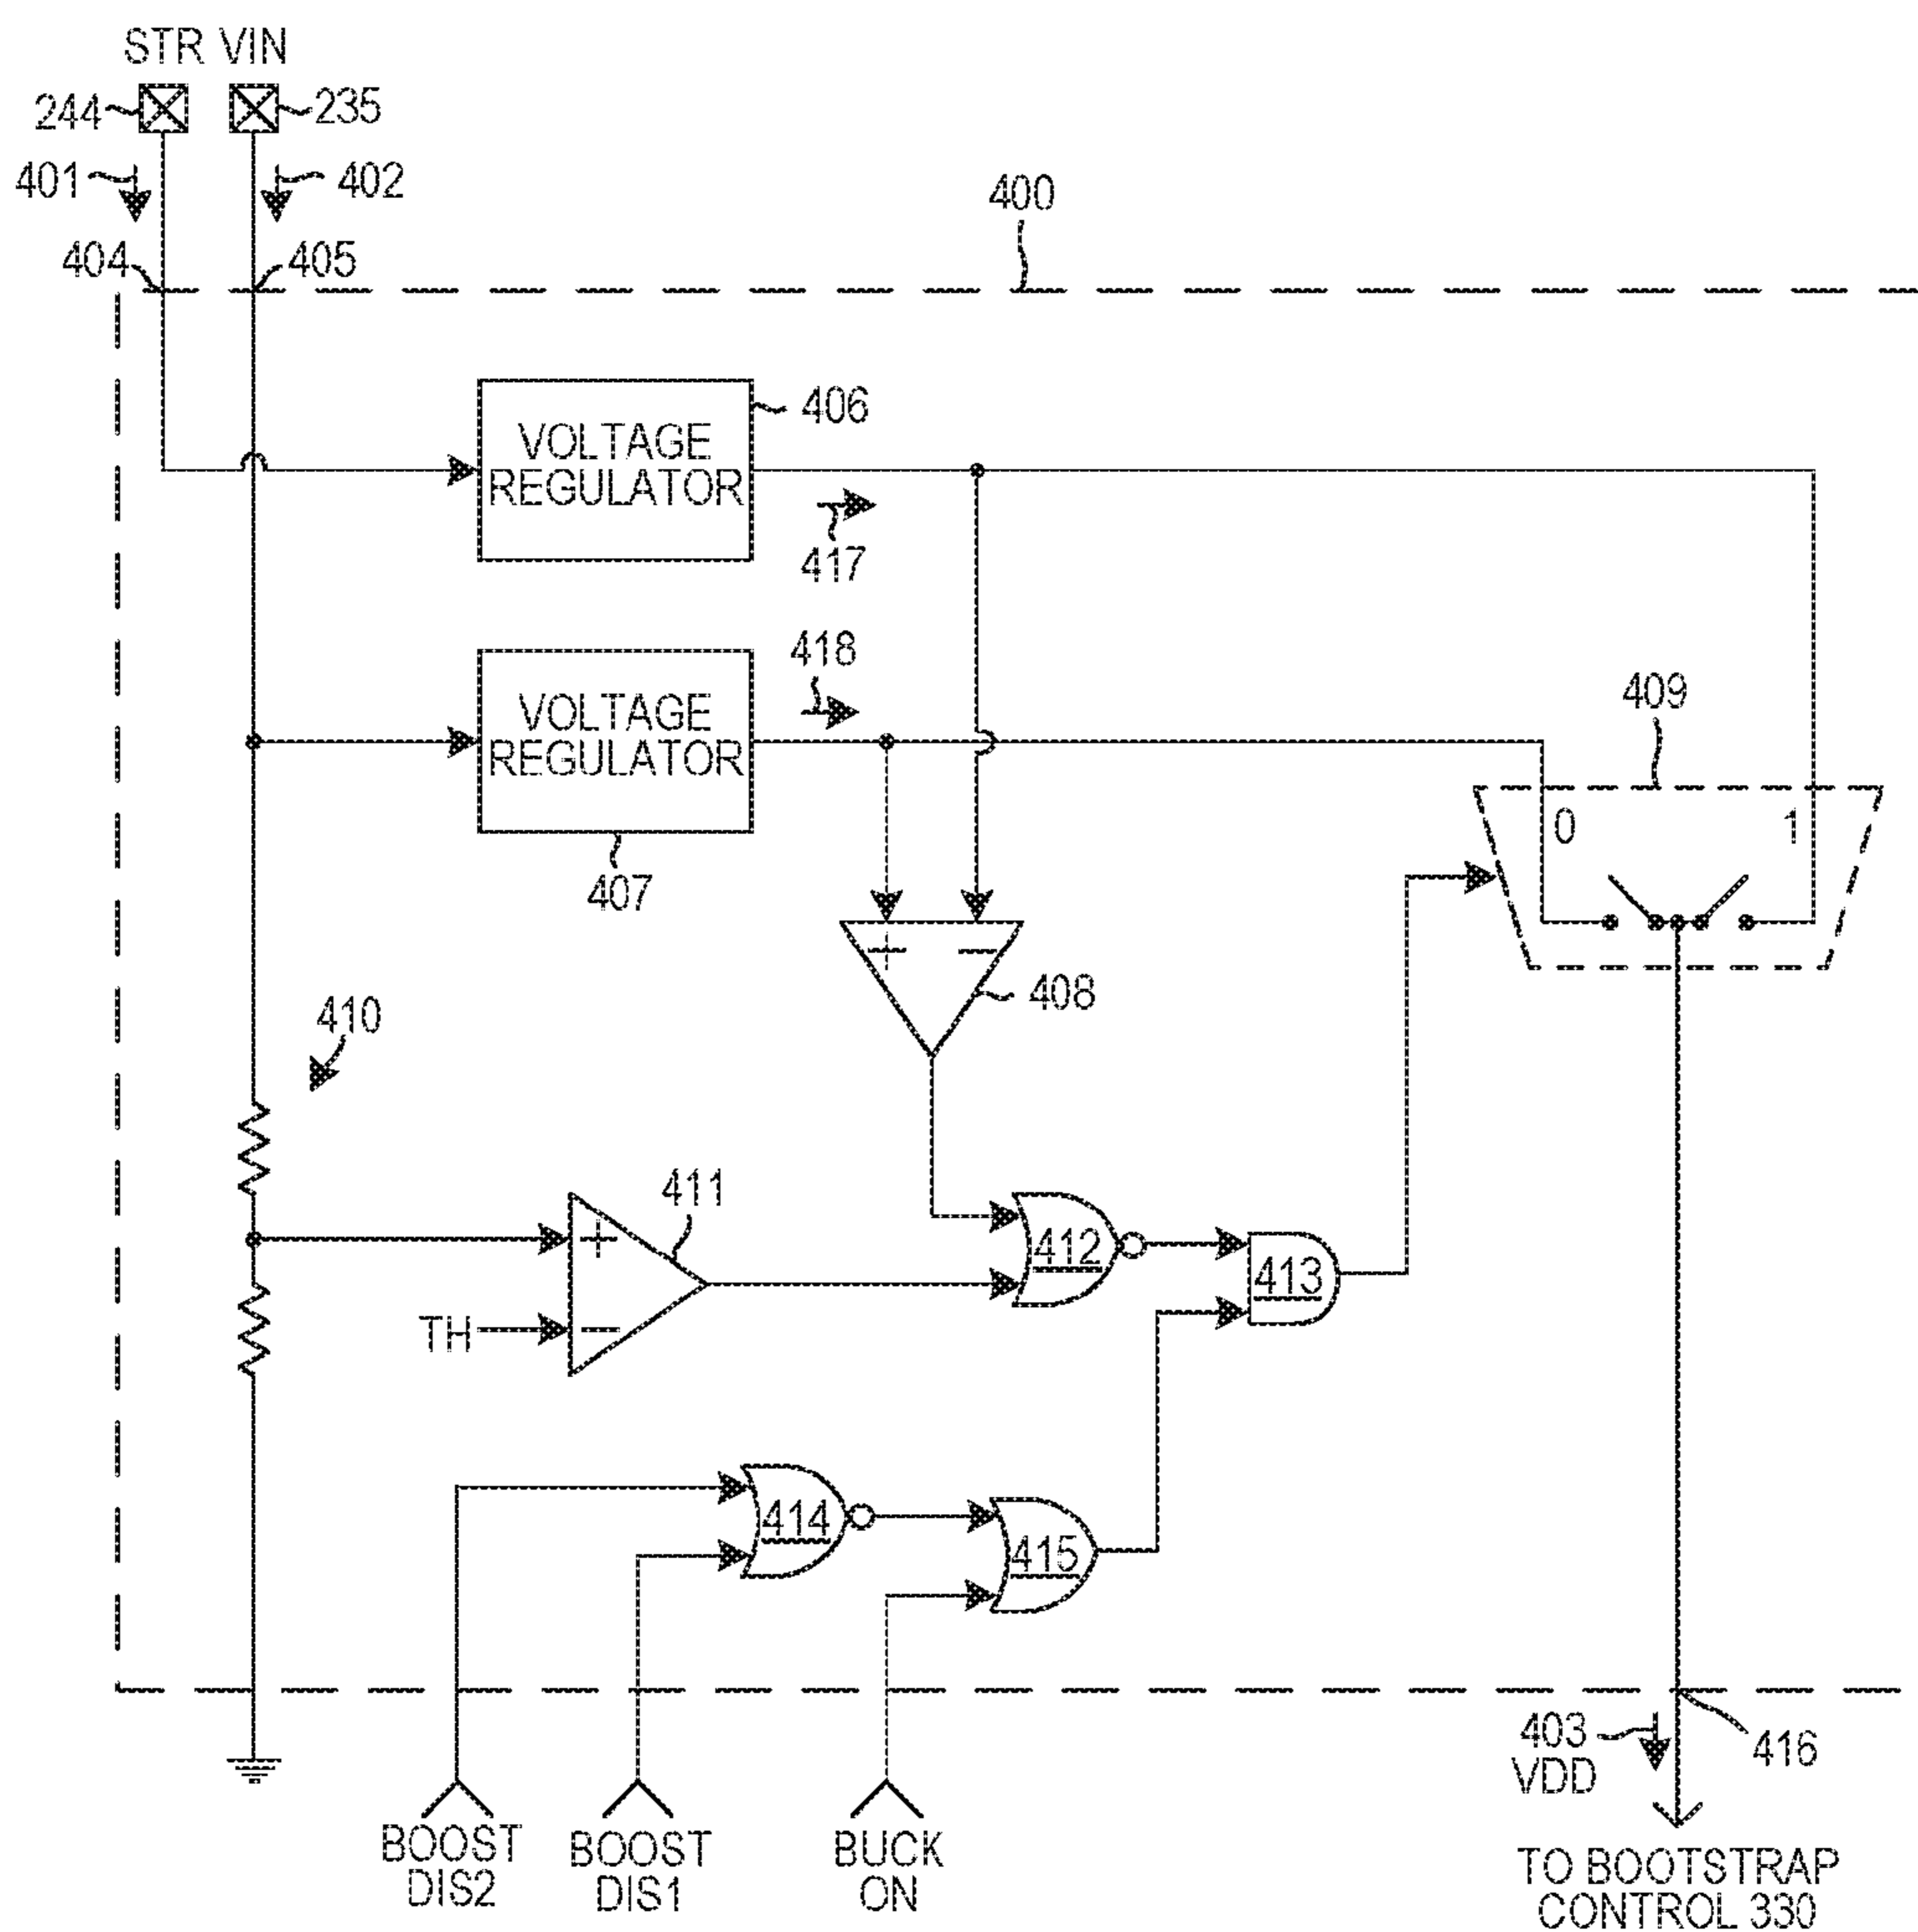 STR VIN
244
235
401
402
400
404
405
406
VOLTAGE
REGULATOR
417
418
VOLTAGE
REGULATOR
409
0
1
407
+
−
408
410
411
+
412
413
TH
−
414
415
403
VDD
416
BOOST
DIS2
BOOST
DIS1
BUCK
ON
TO BOOTSTRAP
CONTROL 330